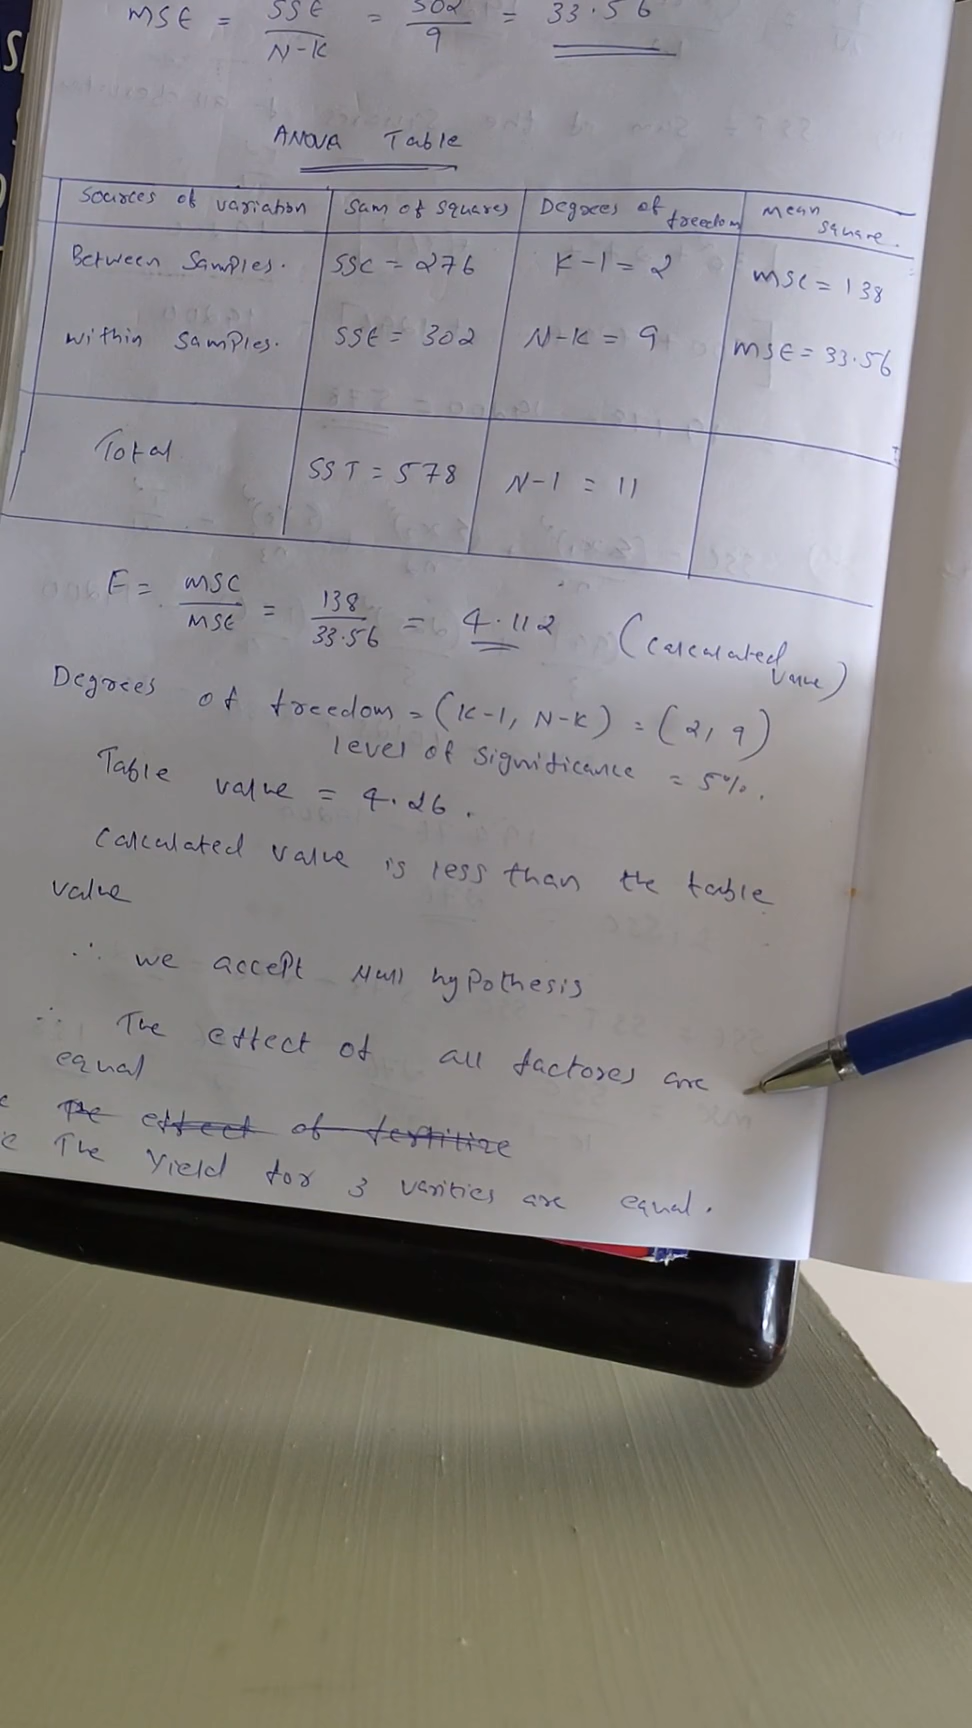 MSE = SSE / N-K = 302 / 9 = 33.56
ANOVA Table
Sources of variation | Sum of squares | Degrees of freedom | Mean square.
Between Samples. | SSC = 276 | K-1 = 2 | MSC = 138
Within Samples. | SSE = 302 | N-K = 9 | MSE = 33.56
Total | SST = 578 | N-1 = 11
F = MSC / MSE = 138 / 33.56 = 4.112 (Calculated value)
Degrees of freedom = (K-1, N-K) = (2, 9)
level of significance = 5%.
Table value = 4.26.
Calculated value is less than the table
value
∴ we accept Null hypothesis
∴ The effect of all factores are
equal
The effect of fertilize
The Yield for 3 varities are equal.